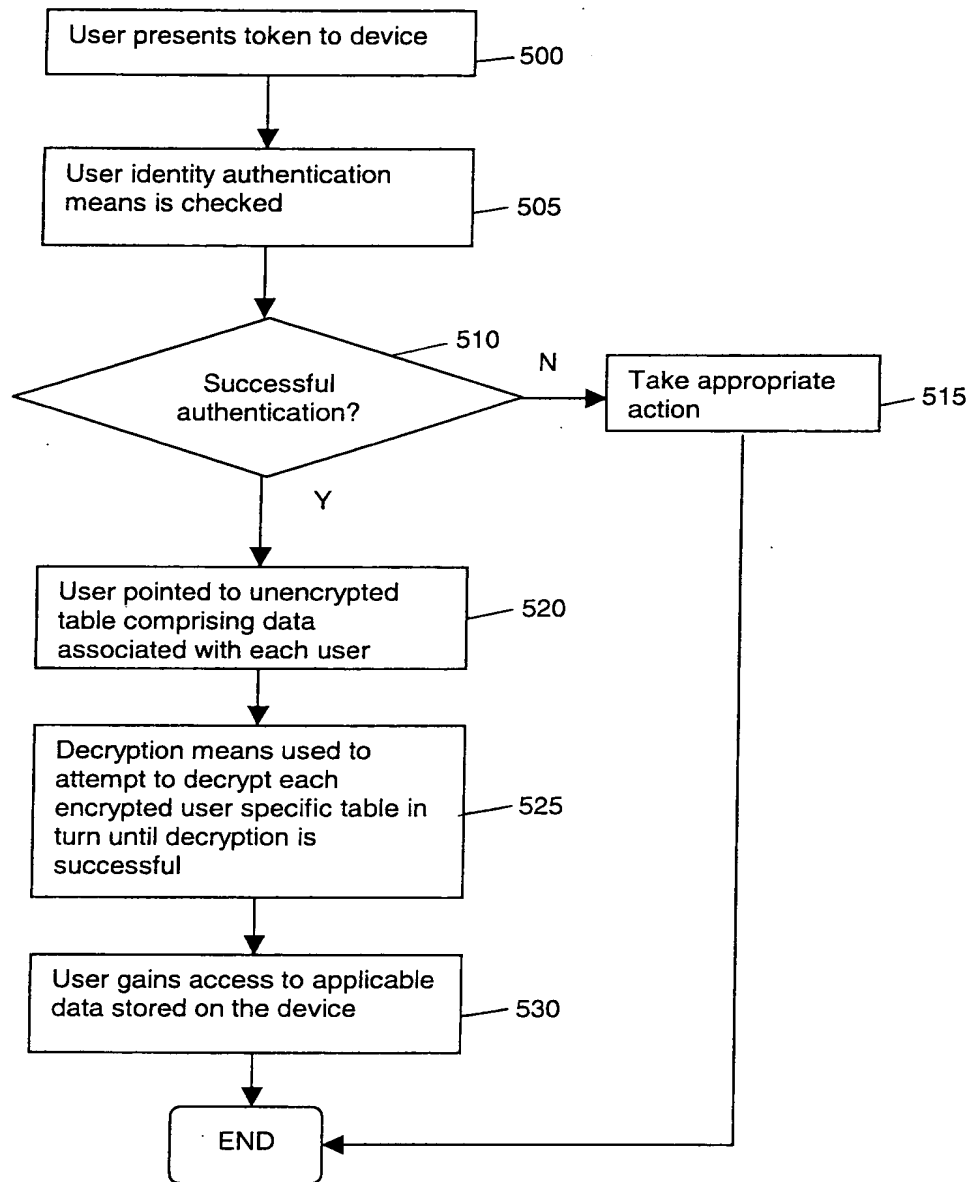 User presents token to device
500
User identity authentication
means is checked
505
510
Successful
authentication?
N
Take appropriate
action
515
Y
User pointed to unencrypted
table comprising data
associated with each user
520
Decryption means used to
attempt to decrypt each
encrypted user specific table in
turn until decryption is
successful
525
User gains access to applicable
data stored on the device
530
END